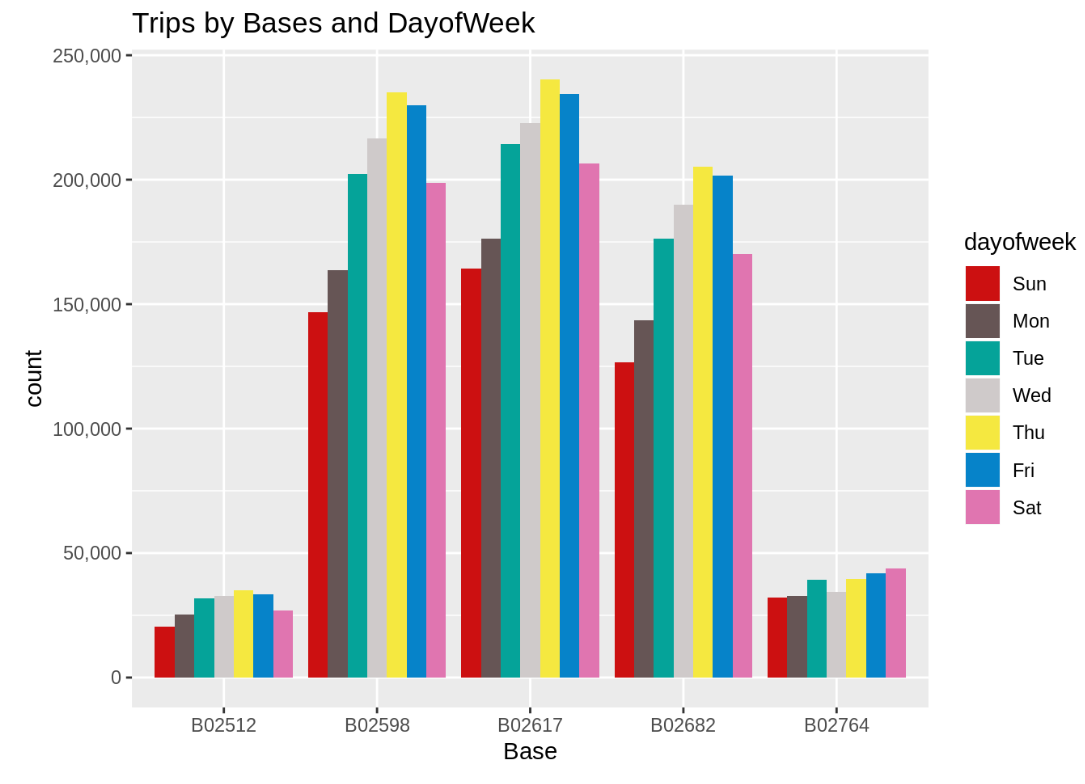 Trips by Bases and DayofWeek
250,000
200,000
150,000
100,000
50,000
0
count
B02512 B02598 B02617 B02682 B02764
Base
dayofweek
Sun
Mon
Tue
Wed
Thu
Fri
Sat